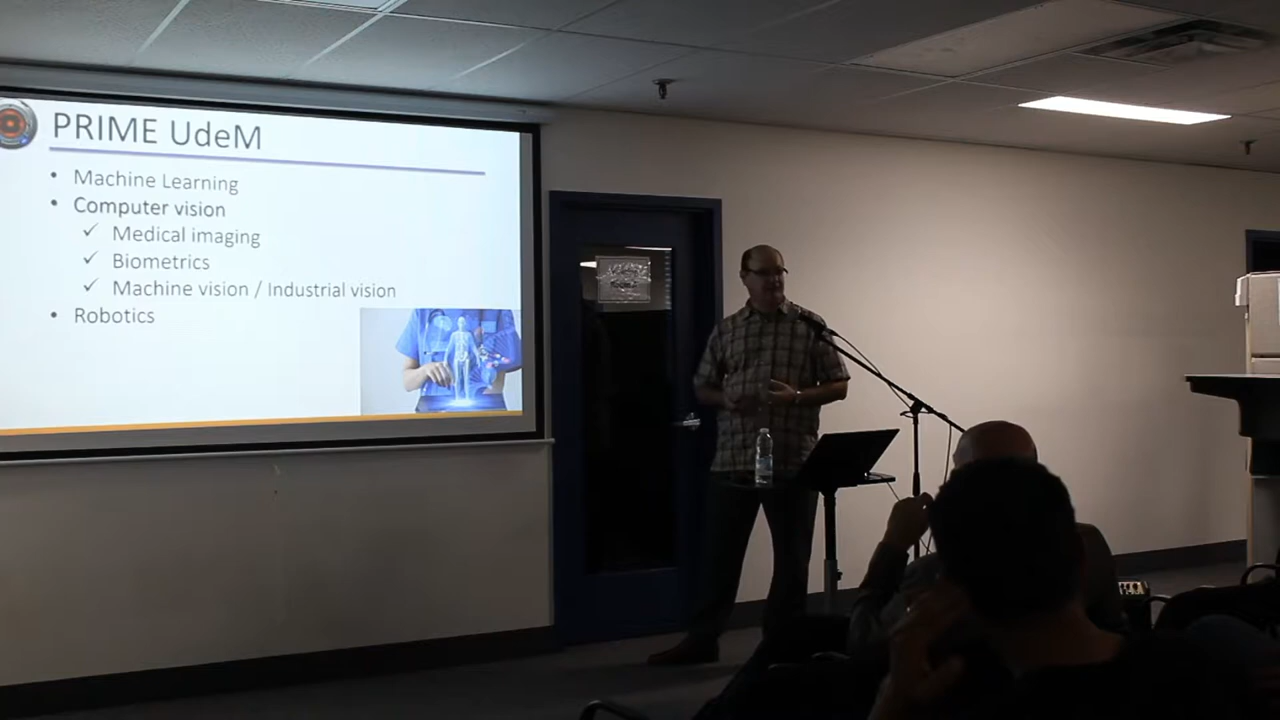 PRIME UdeM
• Machine Learning
• Computer vision
✓ Medical imaging
✓ Biometrics
✓ Machine vision / Industrial vision
• Robotics